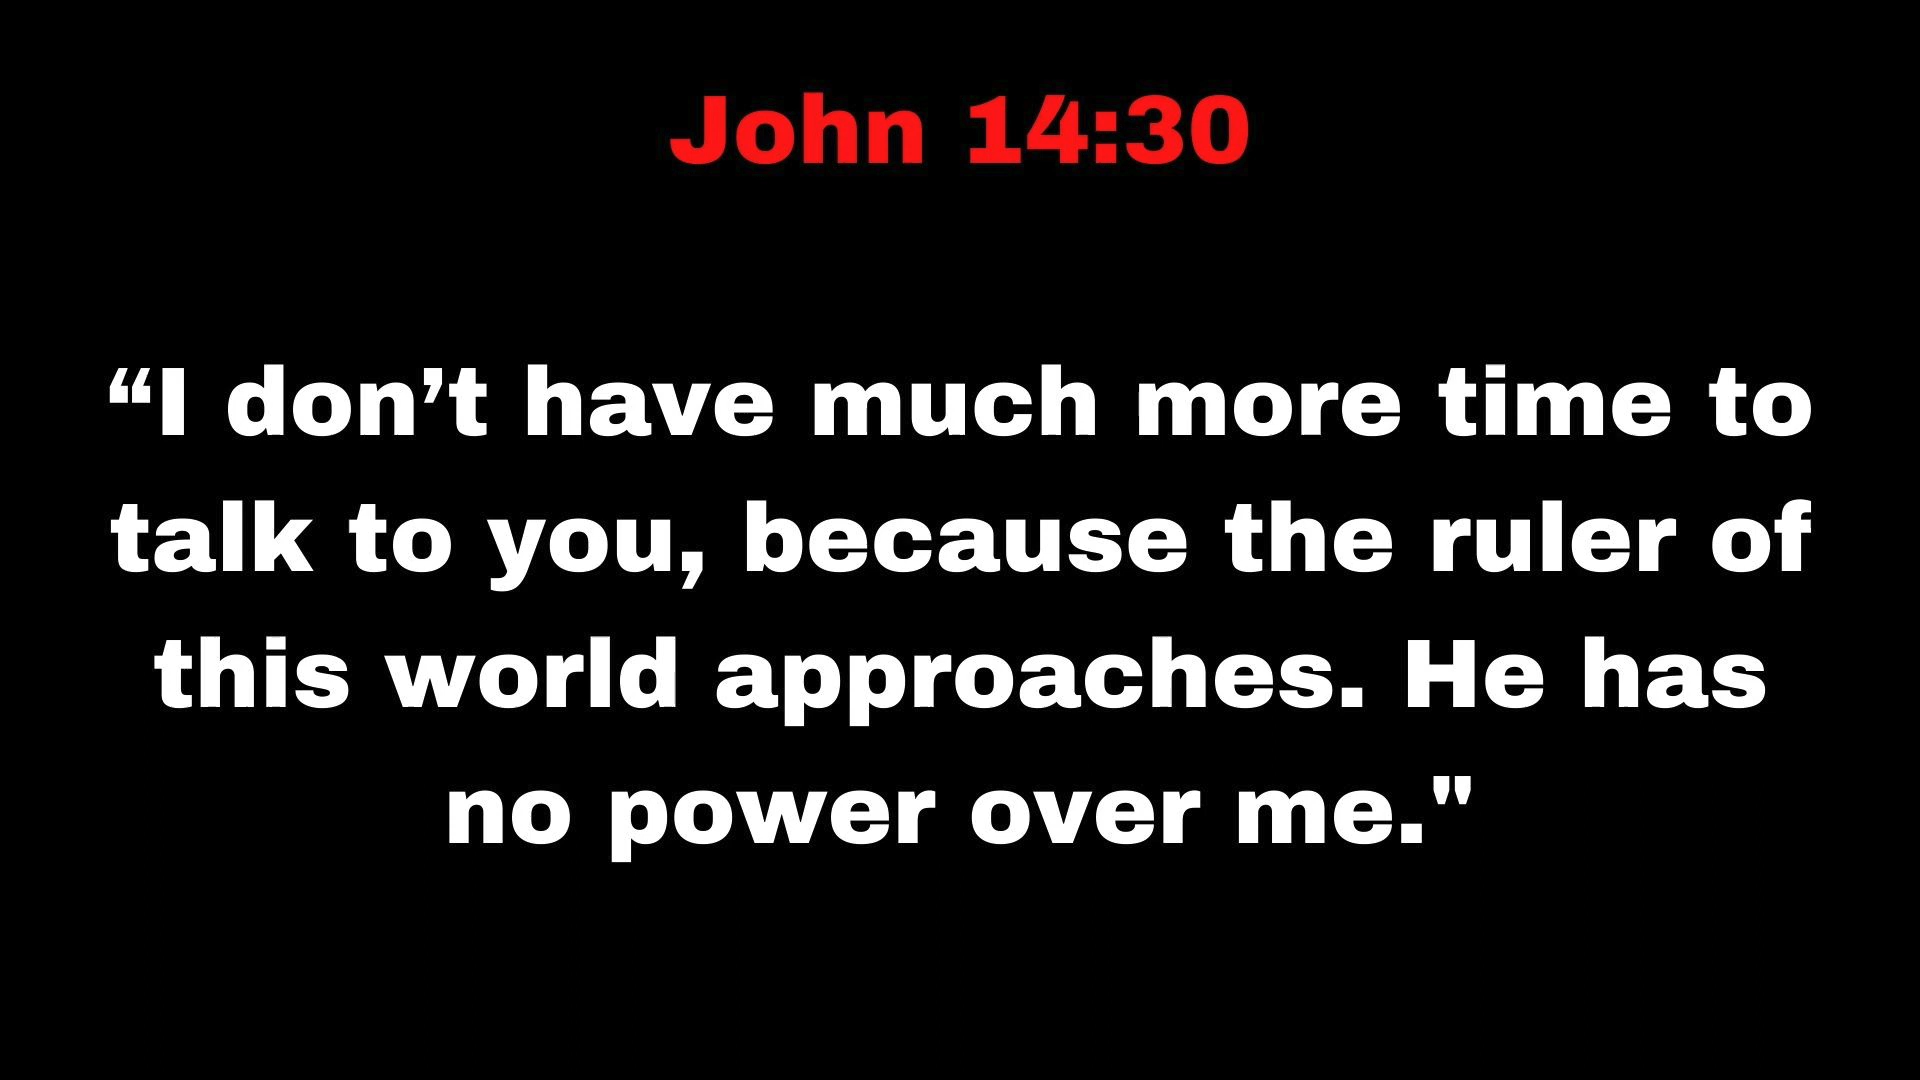 John 14:30
“I don’t have much more time to
talk to you, because the ruler of
this world approaches. He has
no power over me."